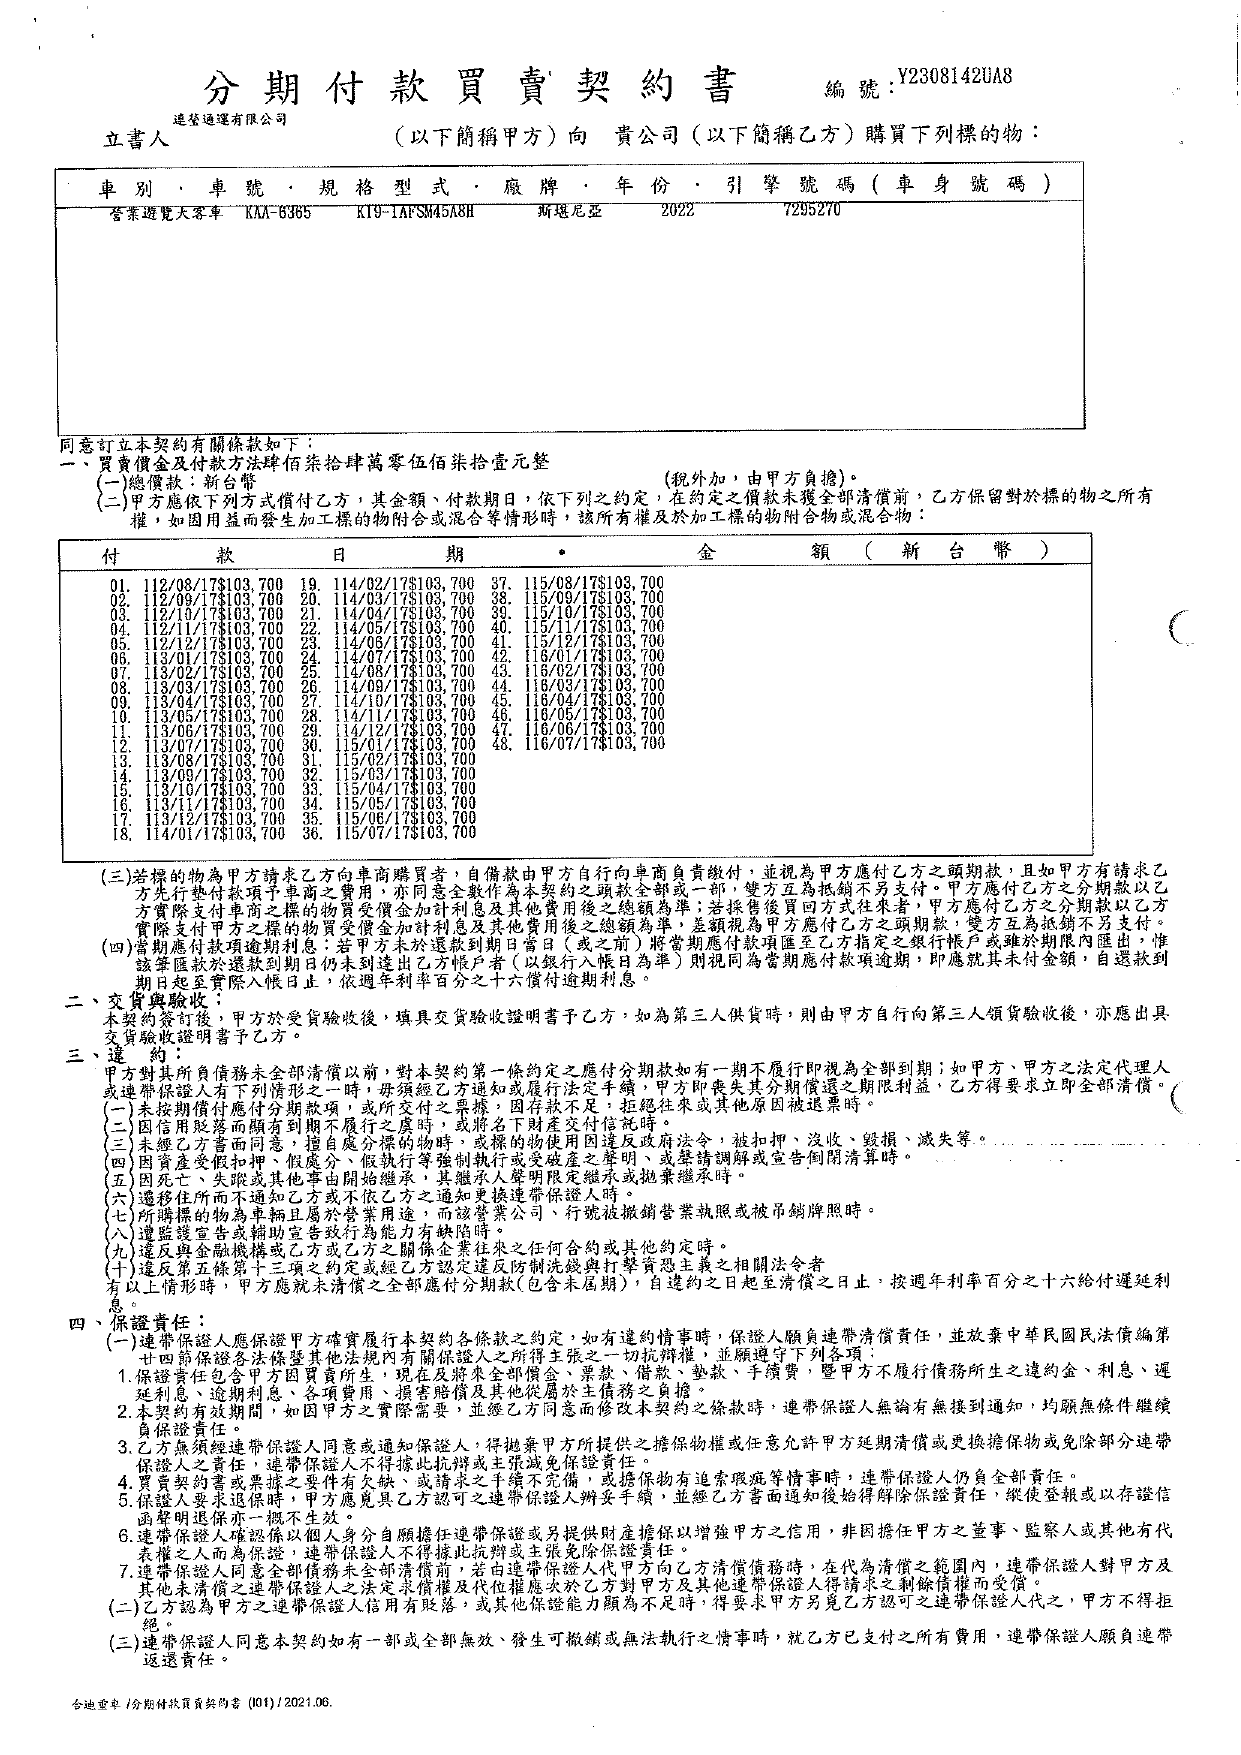 分期付款買賣契約書 編號:Y2308142UA8
連瑩通運有限公司
立書人 (以下簡稱甲方)向 貴公司(以下簡稱乙方)購買下列標的物:
車別.車號.規格型式.廠牌.年份.引擎號碼(車身號碼)
營業遊覽大客車 KAA-6365 KT9-1AFSM45A8H 斯堪尼亞 2022 7295270
同意訂立本契約有關條款如下:
一、買賣價金及付款方法肆佰柒拾肆萬零伍佰柒拾壹元整
(一)總價款:新台幣 (稅外加,由甲方負擔)。
(二)甲方應依下列方式償付乙方,其金額、付款期日,依下列之約定,在約定之價款未獲全部清償前,乙方保留對於標的物之所有
權,如因用益而發生加工標的物附合或混合等情形時,該所有權及於加工標的物附合物或混合物:
付款日期.金額(新台幣)
01. 112/08/17$103,700 19. 114/02/17$103,700 37. 115/08/17$103,700
02. 112/09/17$103,700 20. 114/03/17$103,700 38. 115/09/17$103,700
03. 112/10/17$103,700 21. 114/04/17$103,700 39. 115/10/17$103,700
04. 112/11/17$103,700 22. 114/05/17$103,700 40. 115/11/17$103,700
05. 112/12/17$103,700 23. 114/06/17$103,700 41. 115/12/17$103,700
06. 113/01/17$103,700 24. 114/07/17$103,700 42. 116/01/17$103,700
07. 113/02/17$103,700 25. 114/08/17$103,700 43. 116/02/17$103,700
08. 113/03/17$103,700 26. 114/09/17$103,700 44. 116/03/17$103,700
09. 113/04/17$103,700 27. 114/10/17$103,700 45. 116/04/17$103,700
10. 113/05/17$103,700 28. 114/11/17$103,700 46. 116/05/17$103,700
11. 113/06/17$103,700 29. 114/12/17$103,700 47. 116/06/17$103,700
12. 113/07/17$103,700 30. 115/01/17$103,700 48. 116/07/17$103,700
13. 113/08/17$103,700 31. 115/02/17$103,700
14. 113/09/17$103,700 32. 115/03/17$103,700
15. 113/10/17$103,700 33. 115/04/17$103,700
16. 113/11/17$103,700 34. 115/05/17$103,700
17. 113/12/17$103,700 35. 115/06/17$103,700
18. 114/01/17$103,700 36. 115/07/17$103,700
(三)若標的物為甲方請求乙方向車商購買者,自備款由甲方自行向車商負責繳付,並視為甲方應付乙方之頭期款,且如甲方有請求乙
方先行墊付款項予車商之費用,亦同意全數作為本契約之頭款全部或一部,雙方互為抵銷不另支付。甲方應付乙方之分期款以乙
方實際支付車商之標的物買受價金加計利息及其他費用後之總額為準;若採售後買回方式往來者,甲方應付乙方之分期款以乙方
實際支付甲方之標的物買受價金加計利息及其他費用後之總額為準,差額視為甲方應付乙方之頭期款,雙方互為抵銷不另支付。
(四)當期應付款項逾期利息:若甲方未於還款到期日當日(或之前)將當期應付款項匯至乙方指定之銀行帳戶或雖於期限內匯出,惟
該筆匯款於還款到期日仍未到達出乙方帳戶者(以銀行入帳日為準)則視同為當期應付款項逾期,即應就其未付金額,自還款到
期日起至實際入帳日止,依週年利率百分之十六償付逾期利息。
二、交貨與驗收:
本契約簽訂後,甲方於受貨驗收後,填具交貨驗收證明書予乙方,如為第三人供貨時,則由甲方自行向第三人領貨驗收後,亦應出具
交貨驗收證明書予乙方。
三、違 約:
甲方對其所負債務未全部清償以前,對本契約第一條約定之應付分期款如有一期不履行即視為全部到期;如甲方、甲方之法定代理人
或連帶保證人有下列情形之一時,毋須經乙方通知或履行法定手續,甲方即喪失其分期償還之期限利益,乙方得要求立即全部清償。
(一)未按期償付應付分期款項,或所交付之票據,因存款不足,拒絕往來或其他原因被退票時。
(二)因信用貶落而顯有到期不履行之虞時,或將名下財產交付信託時。
(三)未經乙方書面同意,擅自處分標的物時,或標的物使用因違反政府法令,被扣押、沒收、毀損、滅失等。
(四)因資產受假扣押、假處分、假執行等強制執行或受破產之聲明、或聲請調解或宣告倒閉清算時。
(五)因死亡、失蹤或其他事由開始繼承,其繼承人聲明限定繼承或拋棄繼承時。
(六)遷移住所而不通知乙方或不依乙方之通知更換連帶保證人時。
(七)所購標的物為車輛且屬於營業用途,而該營業公司、行號被撤銷營業執照或被吊銷牌照時。
(八)遭監護宣告或輔助宣告致行為能力有缺陷時。
(九)違反與金融機構或乙方或乙方之關係企業往來之任何合約或其他約定時。
(十)違反第五條第十三項之約定或經乙方認定違反防制洗錢與打擊資恐主義之相關法令者
有以上情形時,甲方應就未清償之全部應付分期款(包含未屆期),自違約之日起至清償之日止,按週年利率百分之十六給付遲延利
息。
四、保證責任:
(一)連帶保證人應保證甲方確實履行本契約各條款之約定,如有違約情事時,保證人願負連帶清償責任,並放棄中華民國民法債編第
廿四節保證各法條暨其他法規內有關保證人之所得主張之一切抗辯權,並願遵守下列各項:
1.保證責任包含甲方因買賣所生,現在及將來全部價金、票款、借款、墊款、手續費,暨甲方不履行債務所生之違約金、利息、遲
延利息、逾期利息、各項費用、損害賠償及其他從屬於主債務之負擔。
2.本契約有效期間,如因甲方之實際需要,並經乙方同意而修改本契約之條款時,連帶保證人無論有無接到通知,均願無條件繼續
負保證責任。
3.乙方無須經連帶保證人同意或通知保證人,得拋棄甲方所提供之擔保物權或任意允許甲方延期清償或更換擔保物或免除部分連帶
保證人之責任,連帶保證人不得據此抗辯或主張減免保證責任。
4.買賣契約書或票據之要件有欠缺、或請求之手續不完備,或擔保物有追索瑕疵等情事時,連帶保證人仍負全部責任。
5.保證人要求退保時,甲方應覓具乙方認可之連帶保證人辦妥手續,並經乙方書面通知後始得解除保證責任,縱使登報或以存證信
函聲明退保亦一概不生效。
6.連帶保證人確認係以個人身分自願擔任連帶保證或另提供財產擔保以增強甲方之信用,非因擔任甲方之董事、監察人或其他有代
表權之人而為保證,連帶保證人不得據此抗辯或主張免除保證責任。
7.連帶保證人同意全部債務未全部清償前,若由連帶保證人代甲方向乙方清償債務時,在代為清償之範圍內,連帶保證人對甲方及
其他未清償之連帶保證人之法定求償權及代位權應次於乙方對甲方及其他連帶保證人得請求之剩餘債權而受償。
(二)乙方認為甲方之連帶保證人信用有貶落,或其他保證能力顯為不足時,得要求甲方另覓乙方認可之連帶保證人代之,甲方不得拒
絕。
(三)連帶保證人同意本契約如有一部或全部無效、發生可撤銷或無法執行之情事時,就乙方已支付之所有費用,連帶保證人願負連帶
返還責任。
合迪重車/分期付款買賣契約書 (I01)/2021.06.